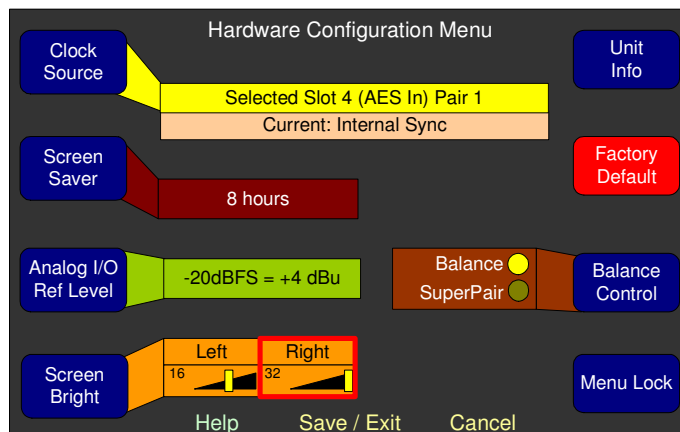 Hardware Configuration Menu
Clock
Source
Selected Slot 4 (AES In) Pair 1
Current: Internal Sync
Unit
Info
Screen
Saver
8 hours
Factory
Default
Analog I/O
Ref Level
-20dBFS = +4 dBu
Balance
SuperPair
Balance
Control
Screen
Bright
Left
16
Right
32
Menu Lock
Help
Save / Exit
Cancel